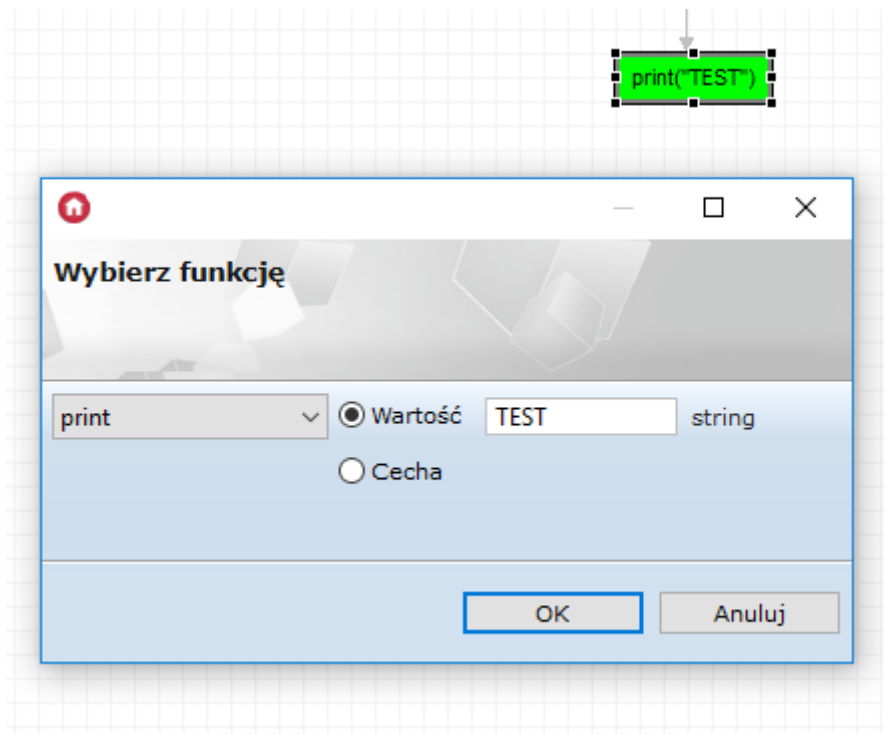 print("TEST")
Wybierz funkcję
print Wartość TEST string
Cecha
OK Anuluj